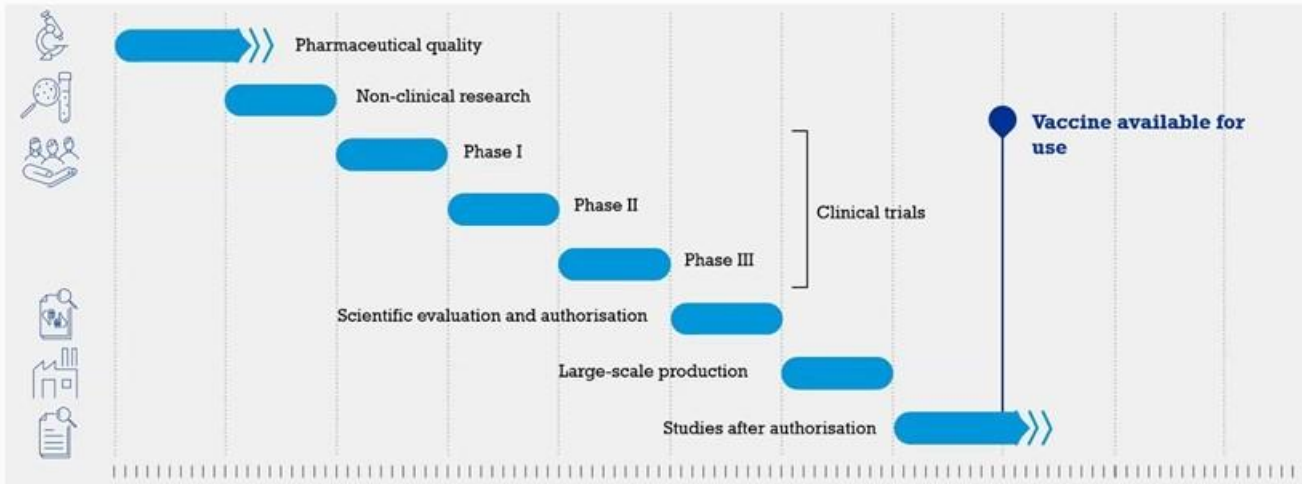 Pharmaceutical quality
Non-clinical research
Vaccine available for
use
Phase I
Phase II
Clinical trials
Phase III
Scientific evaluation and authorisation
Large-scale production
Studies after authorisation